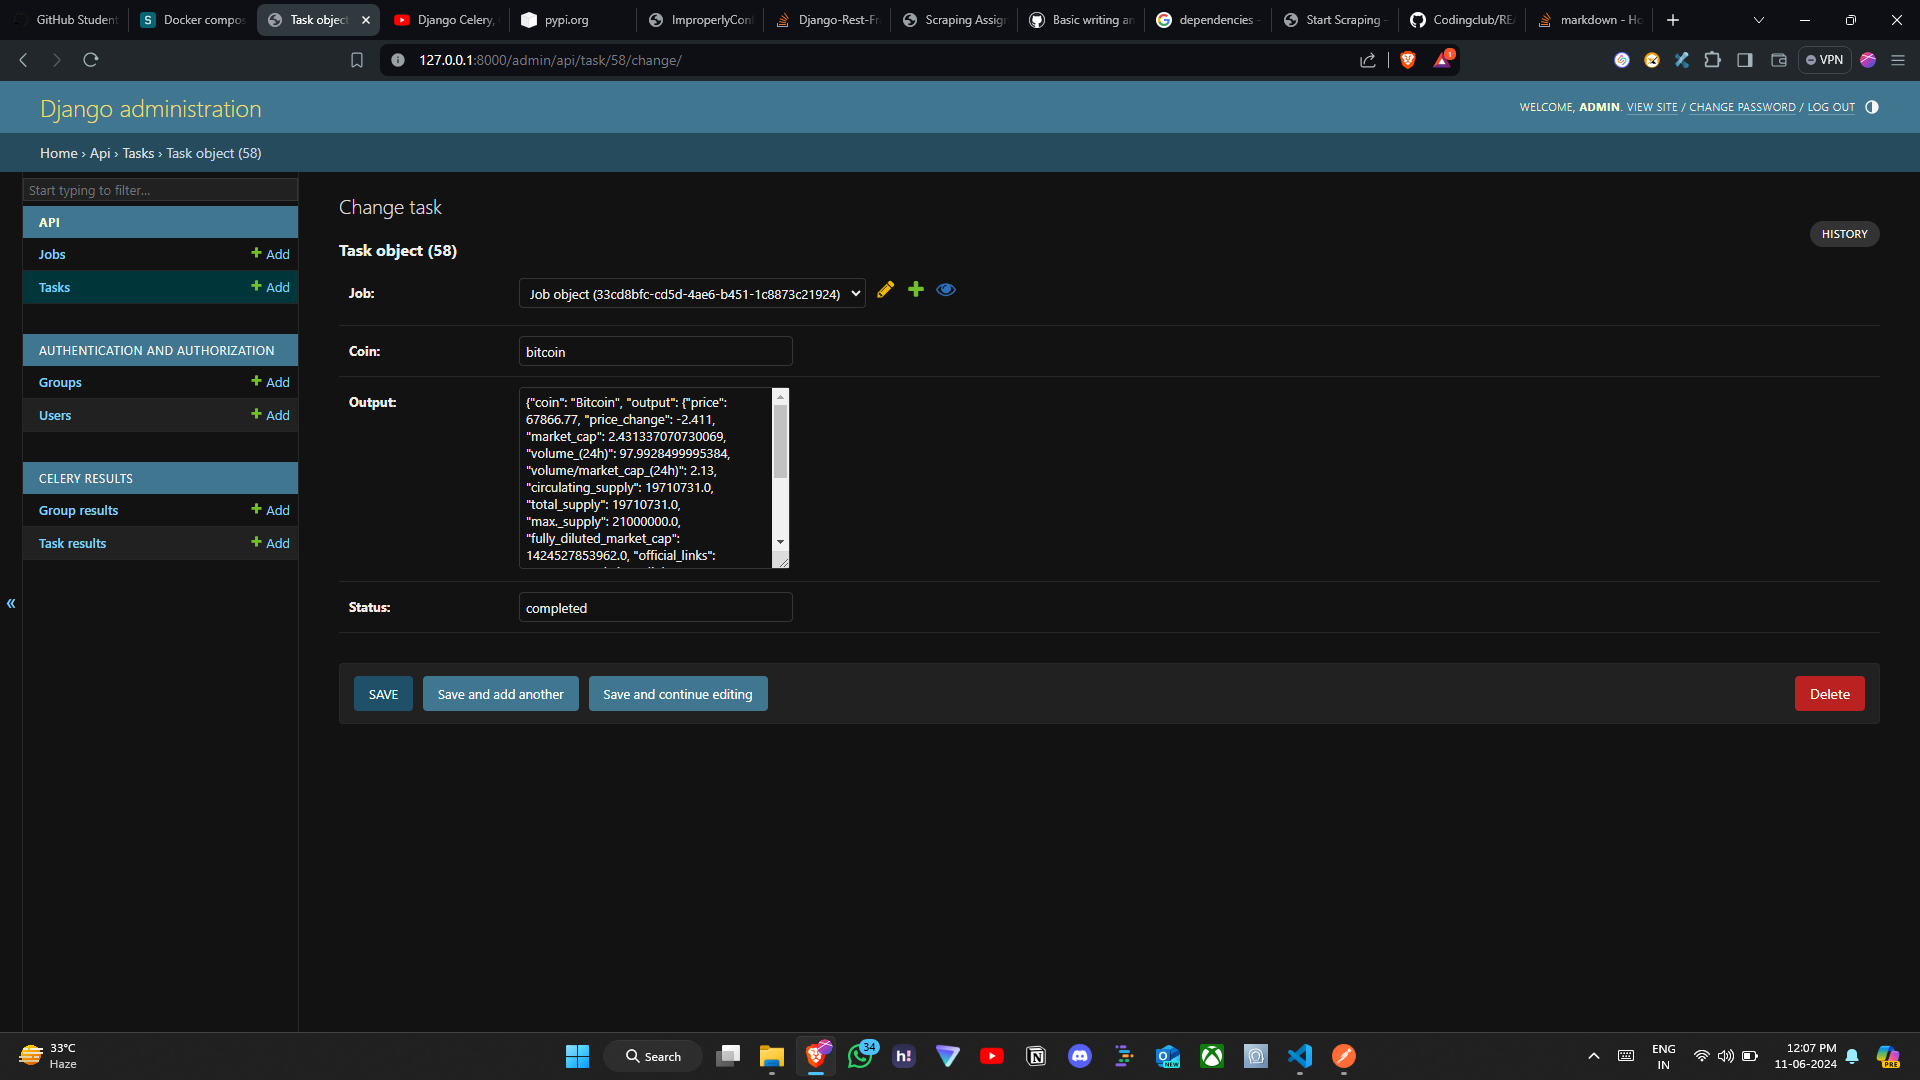 GitHub Student
Docker compos
Task object
Django Celery,
pypi.org
ImproperlyConf
Django-Rest-Fr
Scraping Assign
Basic writing an
dependencies -
Start Scraping -
Codingclub/REA
markdown - Ho
127.0.0.1:8000/admin/api/task/58/change/
1
VPN
Django administration
WELCOME, ADMIN. VIEW SITE / CHANGE PASSWORD / LOG OUT
Home › Api › Tasks › Task object (58)
Start typing to filter...
API
Jobs
+ Add
Tasks
+ Add
AUTHENTICATION AND AUTHORIZATION
Groups
+ Add
Users
+ Add
CELERY RESULTS
Group results
+ Add
Task results
+ Add
«
Change task
HISTORY
Task object (58)
Job:
Job object (33cd8bfc-cd5d-4ae6-b451-1c8873c21924)
Coin:
bitcoin
Output:
{"coin": "Bitcoin", "output": {"price":
67866.77, "price_change": -2.411,
"market_cap": 2.431337070730069,
"volume_(24h)": 97.9928499995384,
"volume/market_cap_(24h)": 2.13,
"circulating_supply": 19710731.0,
"total_supply": 19710731.0,
"max._supply": 21000000.0,
"fully_diluted_market_cap":
1424527853962.0, "official_links":
Status:
completed
SAVE
Save and add another
Save and continue editing
Delete
33°C
Haze
Search
34
h!
NEW
ENG
IN
12:07 PM
11-06-2024
PRE